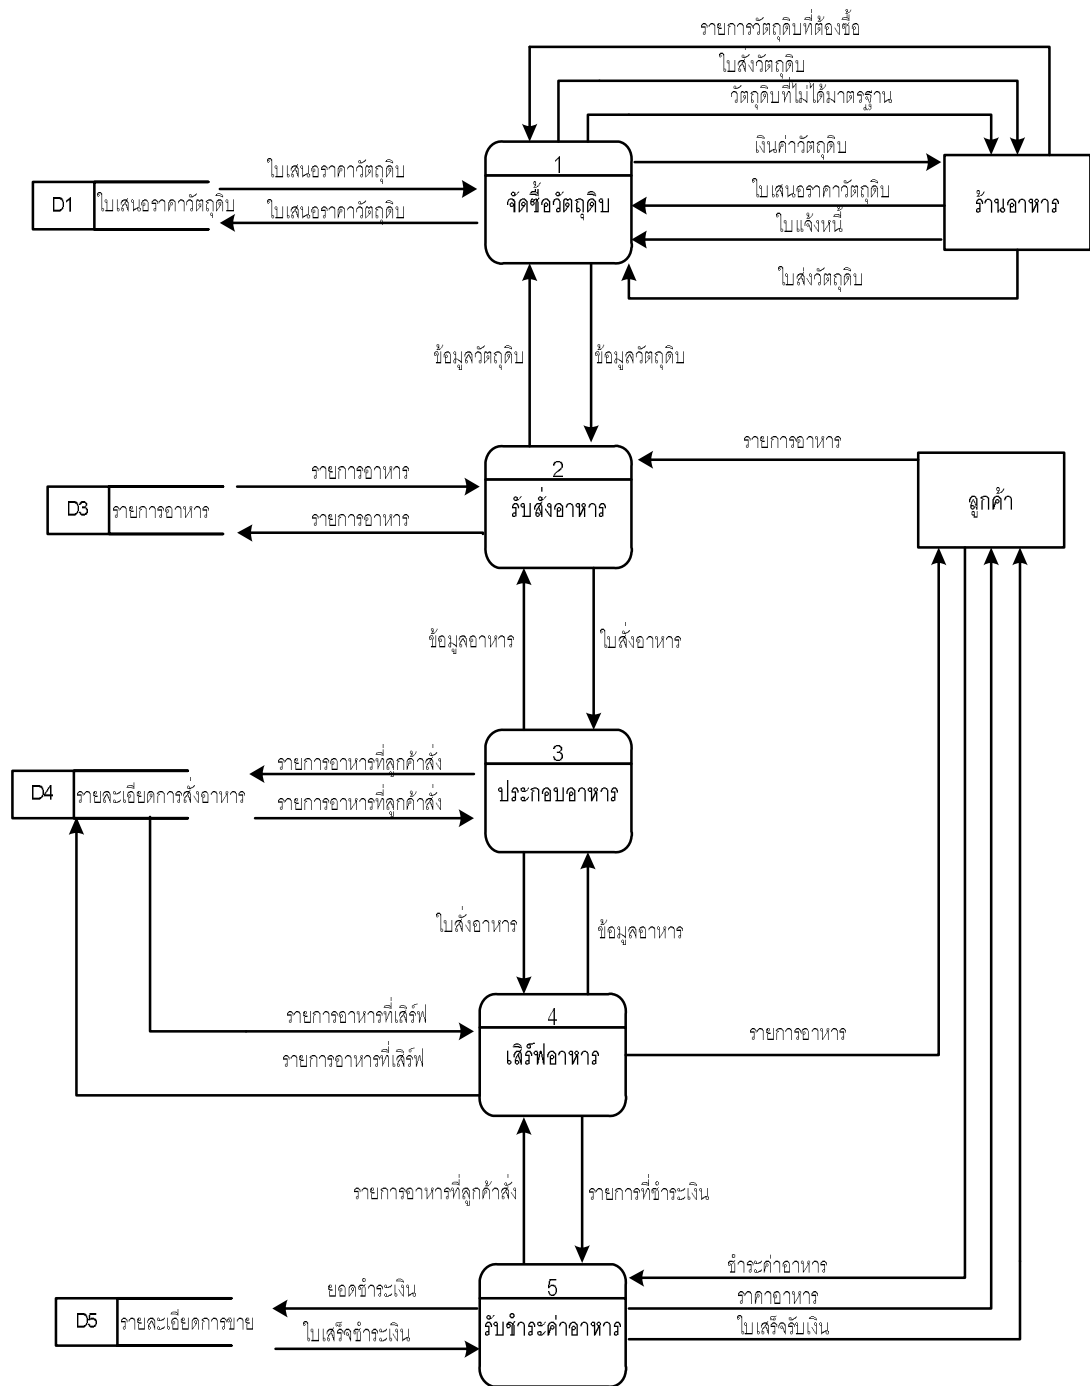 รายการวัตถุดิบที่ต้องซื้อ
ใบสั่งวัตถุดิบ
วัตถุดิบที่ไม่ได้มาตรฐาน
1
เงินค่าวัตถุดิบ
ใบเสนอราคาวัตถุดิบ
D1
ใบเสนอราคาวัตถุดิบ
ใบเสนอราคาวัตถุดิบ
จัดซื้อวัตถุดิบ
ใบเสนอราคาวัตถุดิบ
ร้านอาหาร
ใบแจ้งหนี้
ใบส่งวัตถุดิบ
ข้อมูลวัตถุดิบ
ข้อมูลวัตถุดิบ
รายการอาหาร
2
รายการอาหาร
D3
รายการอาหาร
รับสั่งอาหาร
ลูกค้า
รายการอาหาร
ข้อมูลอาหาร
ใบสั่งอาหาร
3
รายการอาหารที่ลูกค้าสั่ง
D4
รายละเอียดการสั่งอาหาร
ประกอบอาหาร
รายการอาหารที่ลูกค้าสั่ง
ใบสั่งอาหาร
ข้อมูลอาหาร
4
รายการอาหารที่เสิร์ฟ
รายการอาหาร
เสิร์ฟอาหาร
รายการอาหารที่เสิร์ฟ
รายการอาหารที่ลูกค้าสั่ง
รายการที่ชำระเงิน
ชำระค่าอาหาร
5
ยอดชำระเงิน
ราคาอาหาร
D5
รายละเอียดการขาย
รับชำระค่าอาหาร
ใบเสร็จรับเงิน
ใบเสร็จชำระเงิน